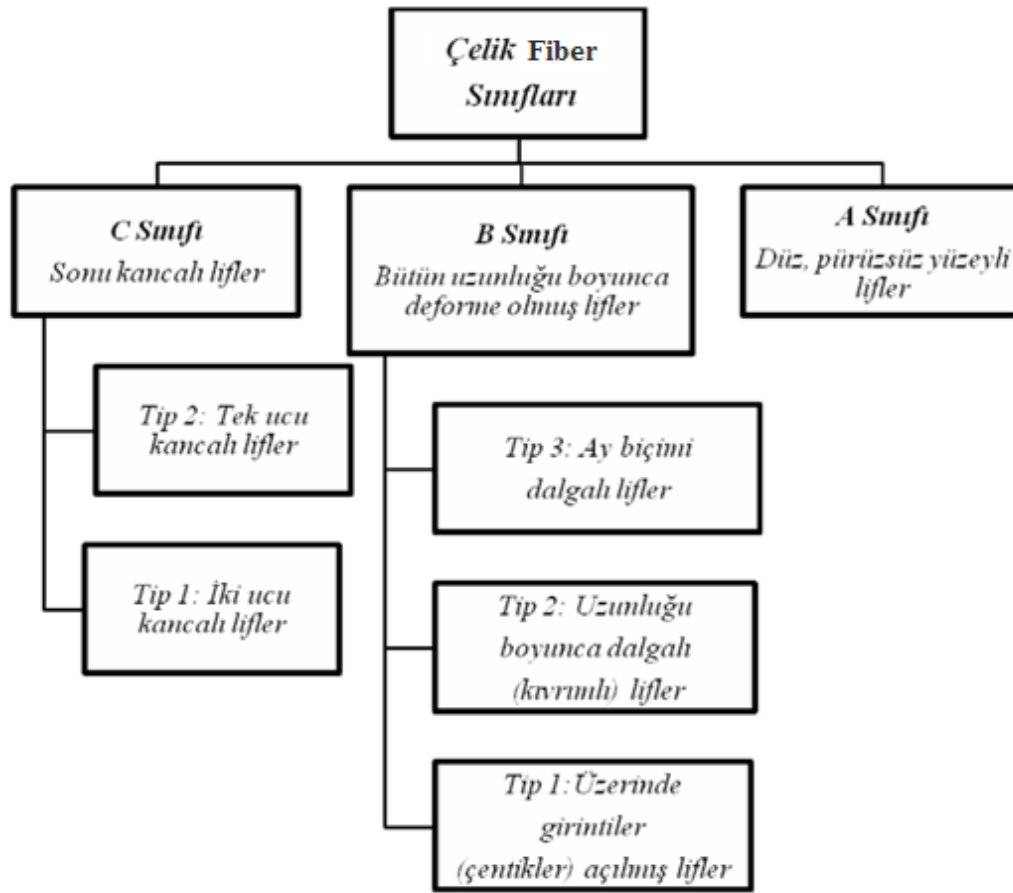 Çelik Fiber
Sınıfları
C Sınıfı
Sonu kancalı lifler
B Sınıfı
Bütün uzunluğu boyunca
deforme olmuş lifler
A Sınıfı
Düz, pürüzsüz yüzeyli
lifler
Tip 2: Tek ucu
kancalı lifler
Tip 1: İki ucu
kancalı lifler
Tip 3: Ay biçimi
dalgalı lifler
Tip 2: Uzunluğu
boyunca dalgalı
(kıvrımlı) lifler
Tip 1: Üzerinde
girintiler
(çentikler) açılmış lifler